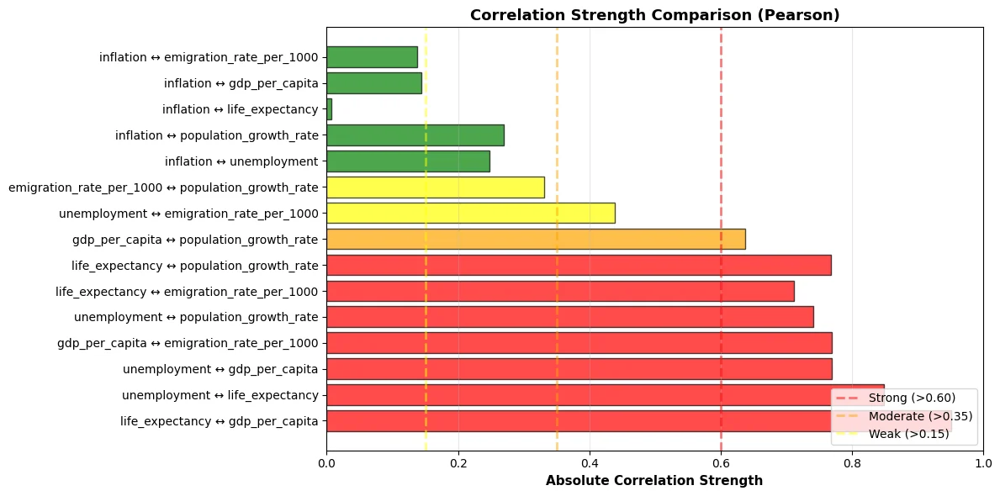 Correlation Strength Comparison (Pearson)
inflation ↔ emigration_rate_per_1000
inflation ↔ gdp_per_capita
inflation ↔ life_expectancy
inflation ↔ population_growth_rate
inflation ↔ unemployment
emigration_rate_per_1000 ↔ population_growth_rate
unemployment ↔ emigration_rate_per_1000
gdp_per_capita ↔ population_growth_rate
life_expectancy ↔ population_growth_rate
life_expectancy ↔ emigration_rate_per_1000
unemployment ↔ population_growth_rate
gdp_per_capita ↔ emigration_rate_per_1000
unemployment ↔ gdp_per_capita
unemployment ↔ life_expectancy
life_expectancy ↔ gdp_per_capita
Strong (>0.60)
Moderate (>0.35)
Weak (>0.15)
0.0 0.2 0.4 0.6 0.8 1.0
Absolute Correlation Strength